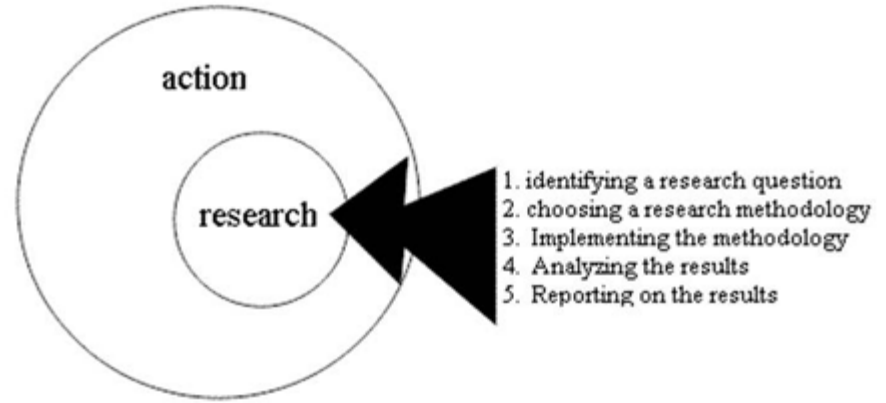 action
research
1. identifying a research question
2. choosing a research methodology
3. Implementing the methodology
4. Analyzing the results
5. Reporting on the results